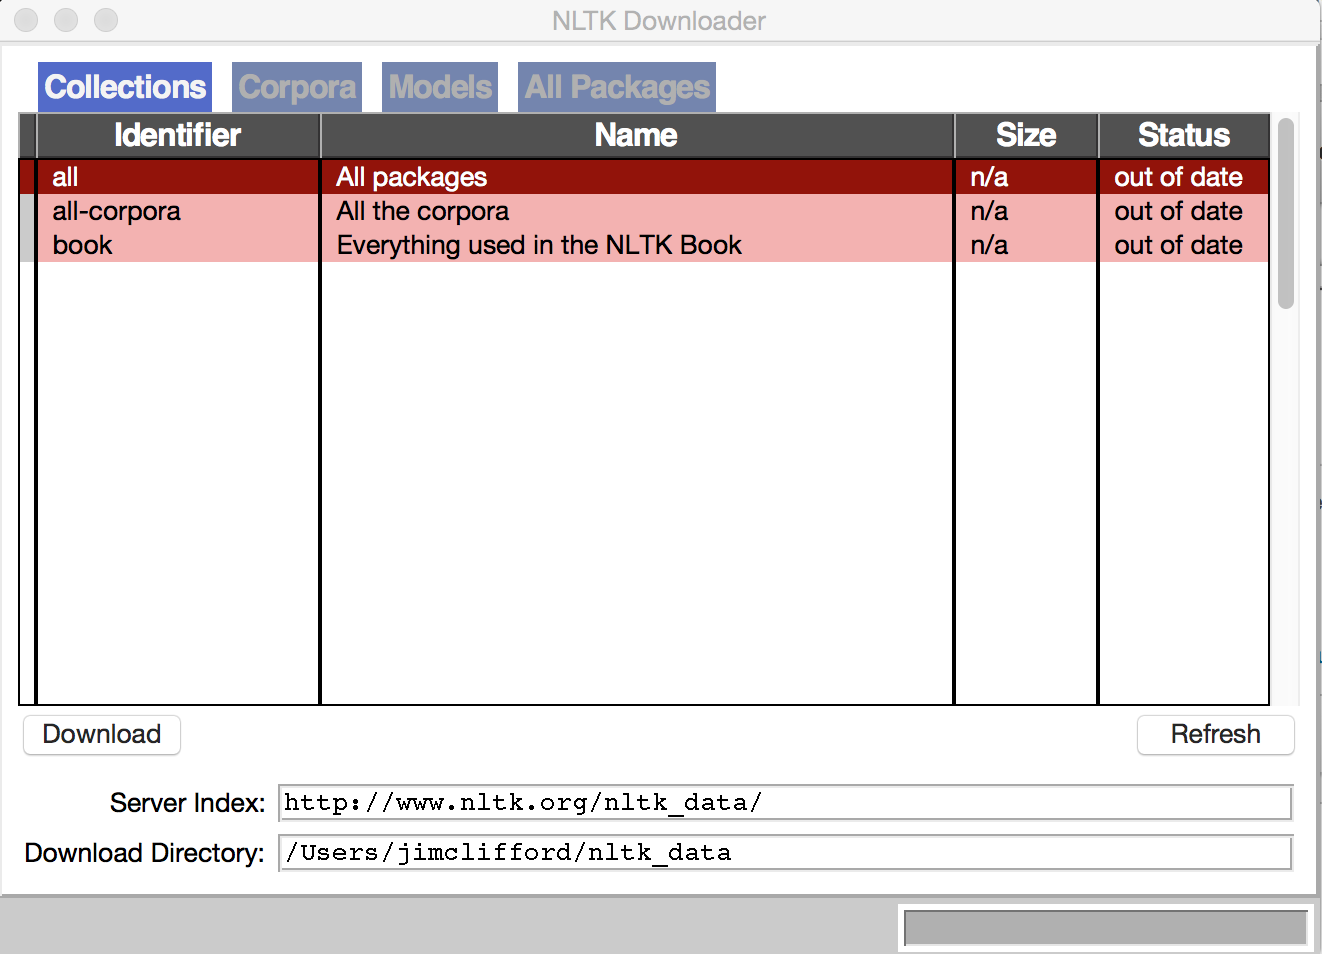 NLTK Downloader
Collections Corpora Models All Packages
Identifier Name Size Status
all All packages n/a out of date
all-corpora All the corpora n/a out of date
book Everything used in the NLTK Book n/a out of date
Download Refresh
Server Index: http://www.nltk.org/nltk_data/
Download Directory: /Users/jimclifford/nltk_data